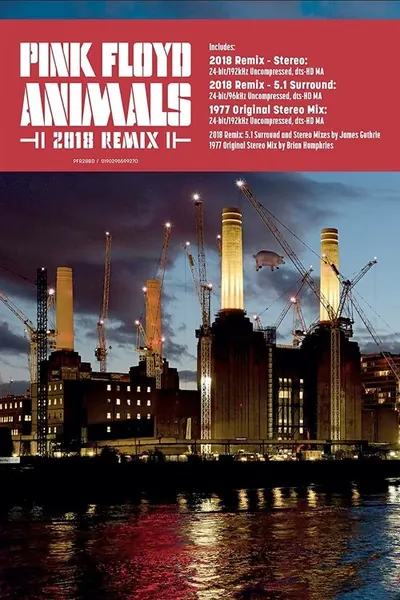 PINK FLOYD
ANIMALS
2018 REMIX
PFR28BD / 0190295599270
Includes:
2018 Remix - Stereo:
24-bit/192kHz Uncompressed, dts-HD MA
2018 Remix - 5.1 Surround:
24-bit/96kHz Uncompressed, dts-HD MA
1977 Original Stereo Mix:
24-bit/192kHz Uncompressed, dts-HD MA
2018 Remix: 5.1 Surround and Stereo Mixes by James Guthrie
1977 Original Stereo Mix by Brian Humphries